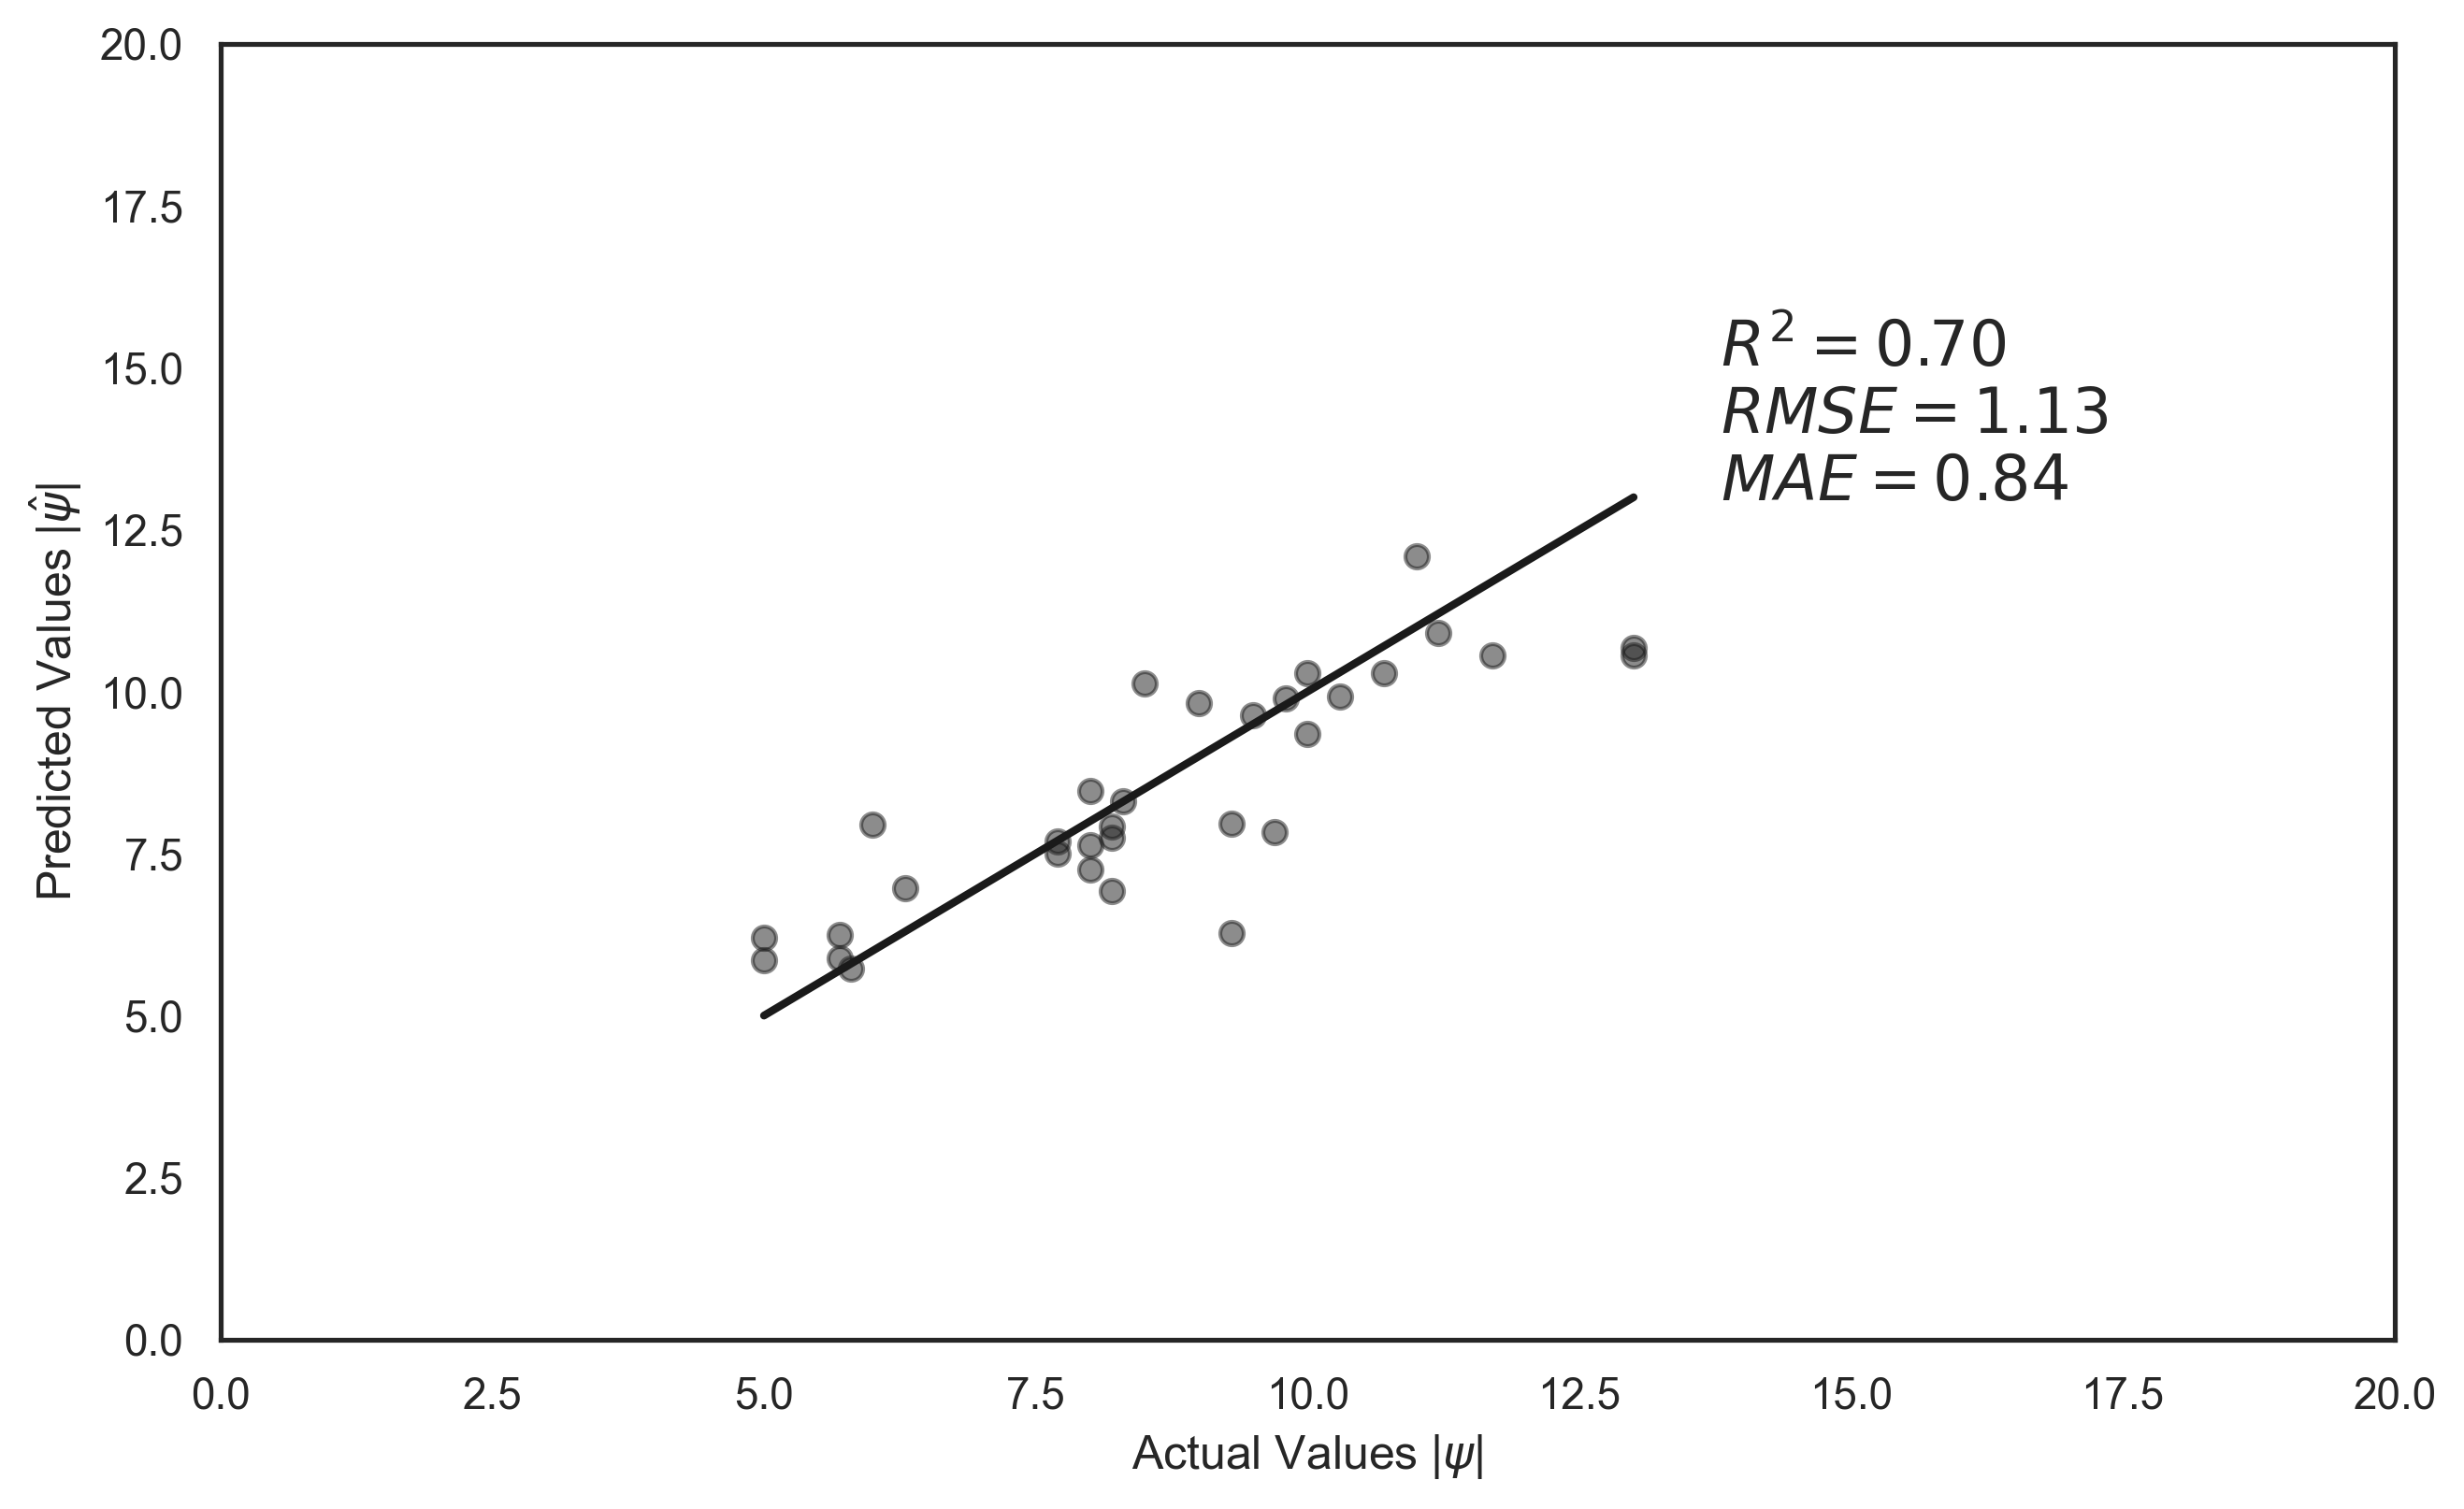 20.0
17.5
15.0
12.5
10.0
7.5
5.0
2.5
0.0
Predicted Values |ψ̂|
R² = 0.70
RMSE = 1.13
MAE = 0.84
0.0 2.5 5.0 7.5 10.0 12.5 15.0 17.5 20.0
Actual Values |ψ|